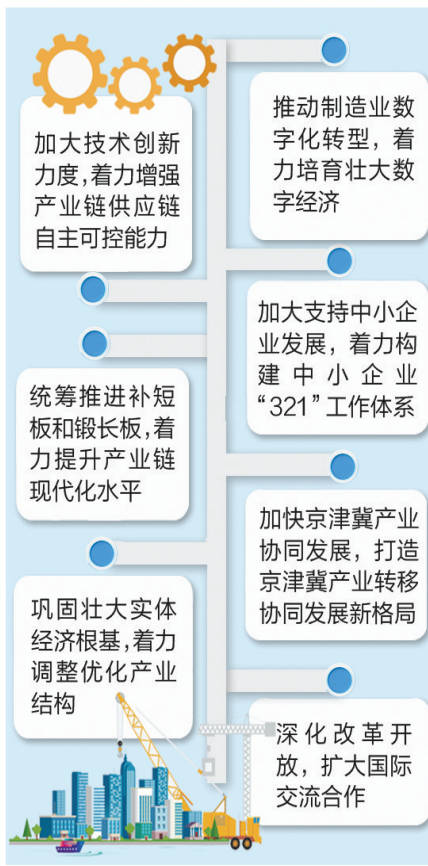 加大技术创新
力度，着力增强
产业链供应链
自主可控能力
推动制造业数
字化转型，着
力培育壮大数
字经济
统筹推进补短
板和锻长板，着
力提升产业链
现代化水平
加大支持中小企
业发展，着力构
建中小企业
“321”工作体系
巩固壮大实体
经济根基，着力
调整优化产业
结构
加快京津冀产业
协同发展，打造
京津冀产业转移
协同发展新格局
深化改革开
放，扩大国际
交流合作